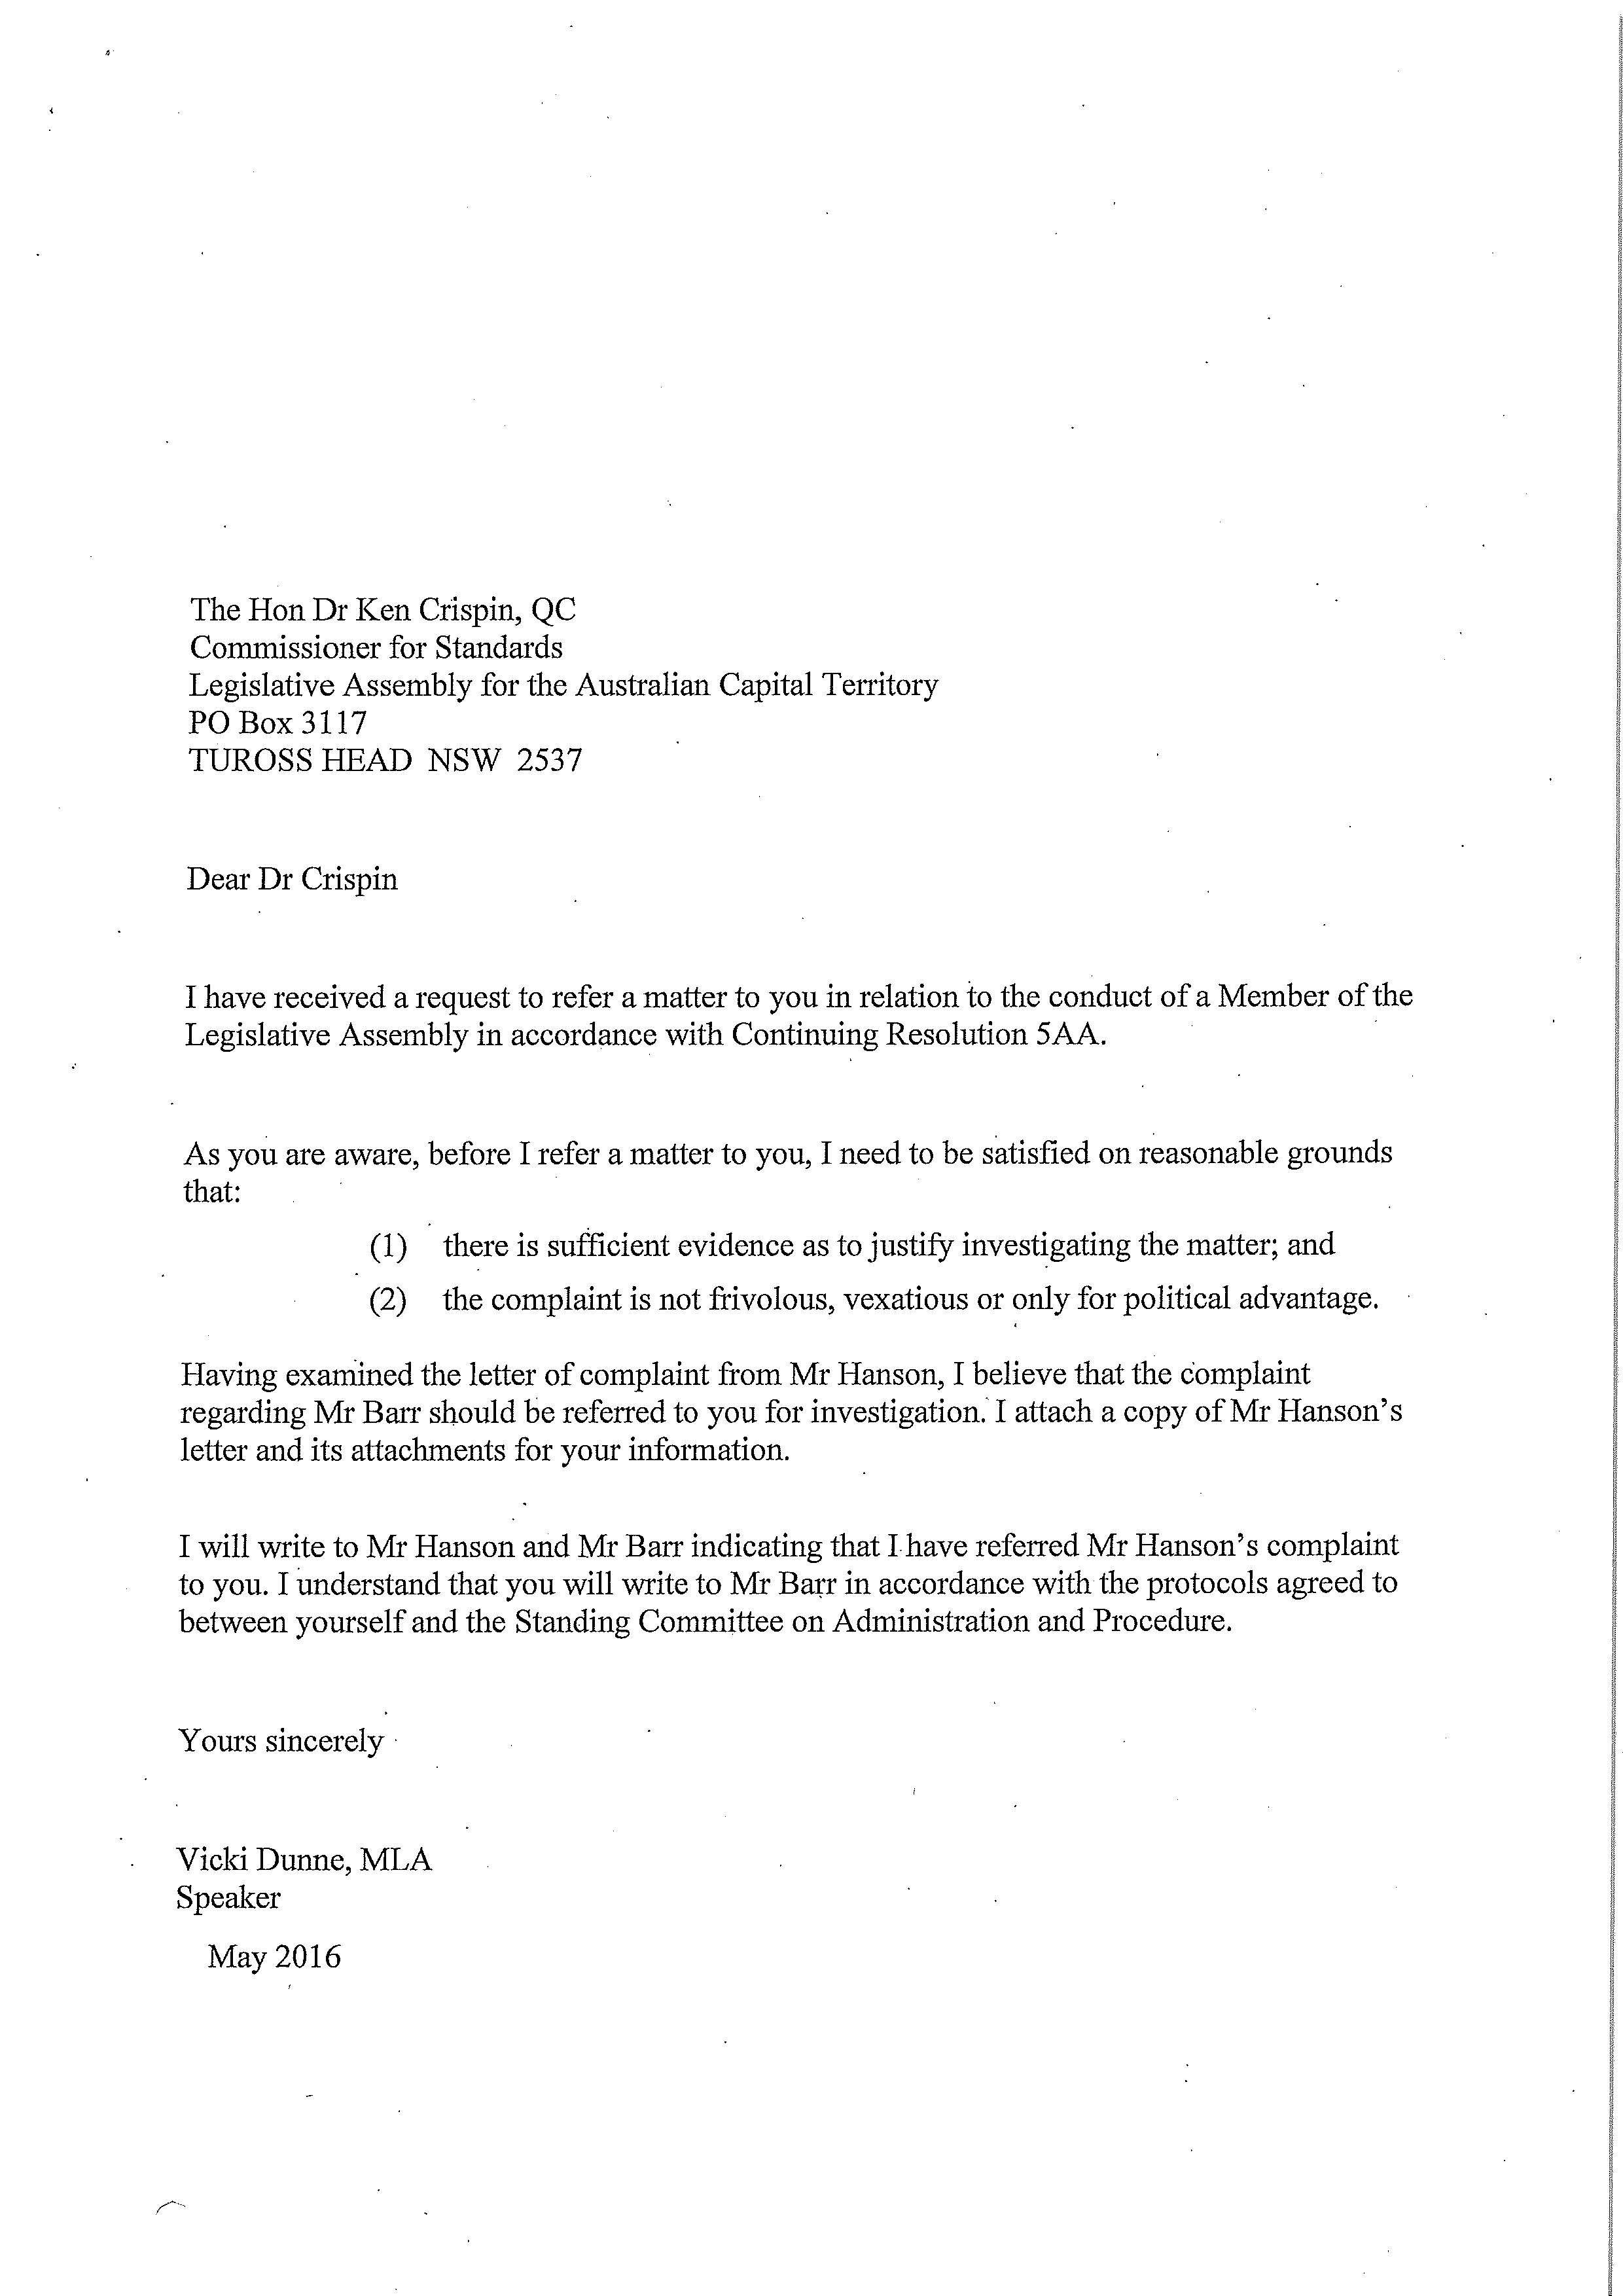 The Hon Dr Ken Crispin, QC
Commissioner for Standards
Legislative Assembly for the Australian Capital Territory
PO Box 3117
TUROSS HEAD NSW 2537
Dear Dr Crispin
I have received a request to refer a matter to you in relation to the conduct of a Member of the
Legislative Assembly in accordance with Continuing Resolution 5AA.
As you are aware, before I refer a matter to you, I need to be satisfied on reasonable grounds
that:
(1) there is sufficient evidence as to justify investigating the matter; and
(2) the complaint is not frivolous, vexatious or only for political advantage.
Having examined the letter of complaint from Mr Hanson, I believe that the complaint
regarding Mr Barr should be referred to you for investigation. I attach a copy of Mr Hanson's
letter and its attachments for your information.
I will write to Mr Hanson and Mr Barr indicating that I have referred Mr Hanson's complaint
to you. I understand that you will write to Mr Barr in accordance with the protocols agreed to
between yourself and the Standing Committee on Administration and Procedure.
Yours sincerely
Vicki Dunne, MLA
Speaker
May 2016